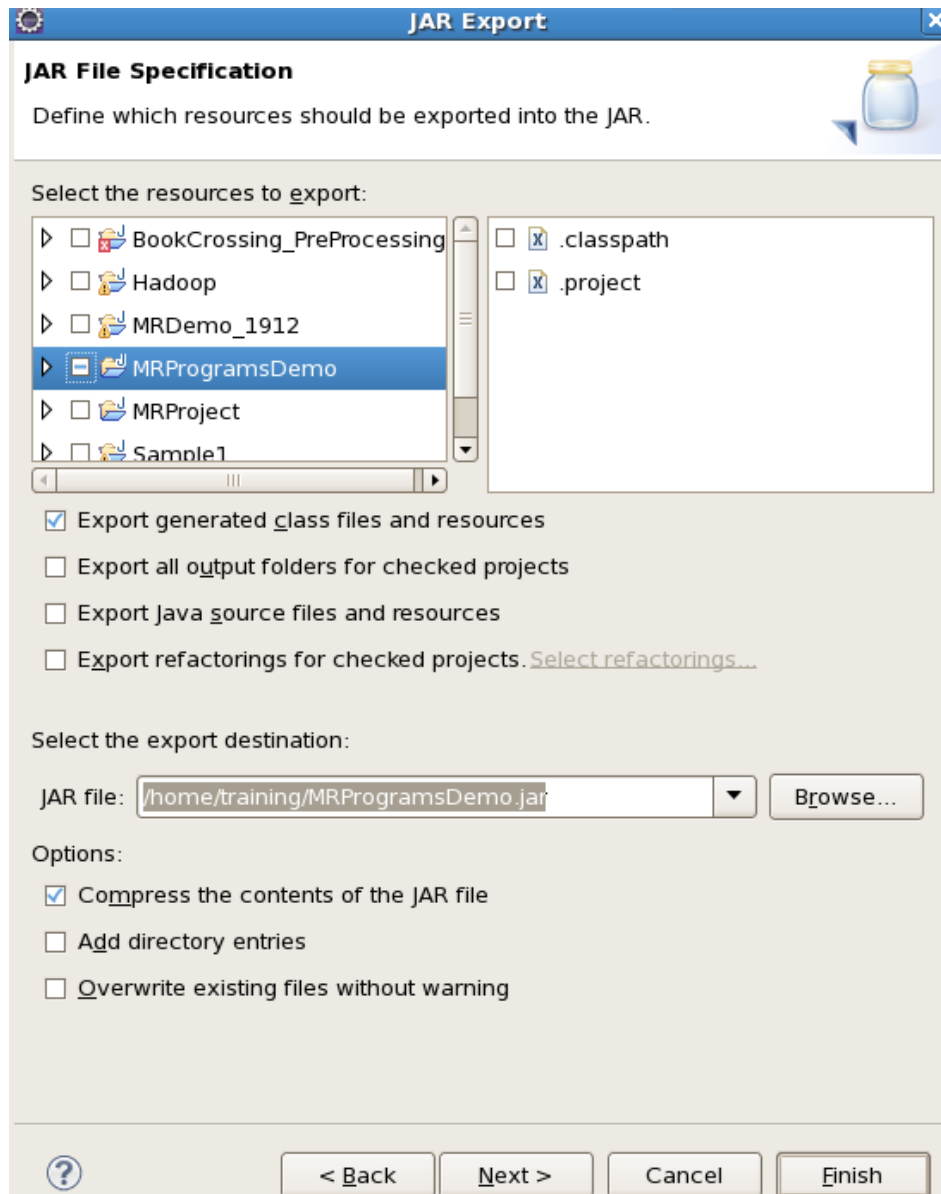 JAR Export
JAR File Specification
Define which resources should be exported into the JAR.
Select the resources to export:
BookCrossing_PreProcessing
Hadoop
MRDemo_1912
MRProgramsDemo
MRProject
Sample1
.classpath
.project
Export generated class files and resources
Export all output folders for checked projects
Export Java source files and resources
Export refactorings for checked projects. Select refactorings...
Select the export destination:
JAR file: /home/training/MRProgramsDemo.jar Browse...
Options:
Compress the contents of the JAR file
Add directory entries
Overwrite existing files without warning
? < Back Next > Cancel Finish